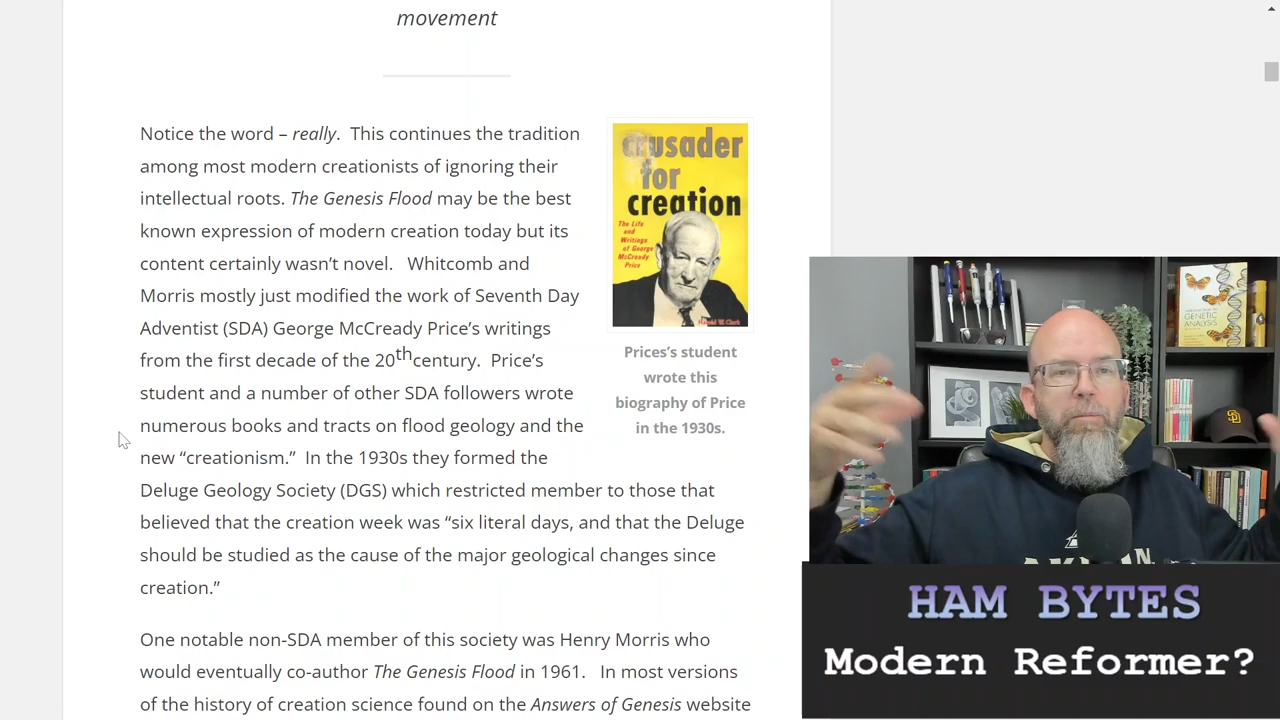 movement
Notice the word – really. This continues the tradition
among most modern creationists of ignoring their
intellectual roots. The Genesis Flood may be the best
known expression of modern creation today but its
content certainly wasn’t novel. Whitcomb and
Morris mostly just modified the work of Seventh Day
Adventist (SDA) George McCready Price’s writings
from the first decade of the 20th century. Price’s
student and a number of other SDA followers wrote
numerous books and tracts on flood geology and the
new “creationism.” In the 1930s they formed the
Deluge Geology Society (DGS) which restricted member to those that
believed that the creation week was “six literal days, and that the Deluge
should be studied as the cause of the major geological changes since
creation.”
One notable non-SDA member of this society was Henry Morris who
would eventually co-author The Genesis Flood in 1961. In most versions
of the history of creation science found on the Answers of Genesis website
crusader
for
creation
The Life
and
Writings
of George
McCready
Price
Harold W. Clark
Prices’s student
wrote this
biography of Price
in the 1930s.
GENETIC
ANALYSIS
HAM BYTES
Modern Reformer?